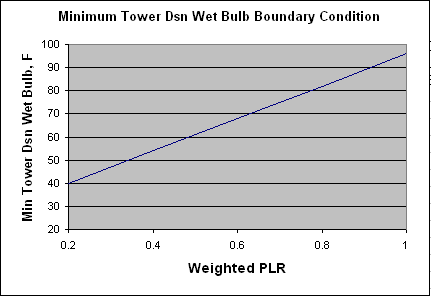 Minimum Tower Dsn Wet Bulb Boundary Condition
Min Tower Dsn Wet Bulb, F
100
90
80
70
60
50
40
30
20
0.2 0.4 0.6 0.8 1
Weighted PLR